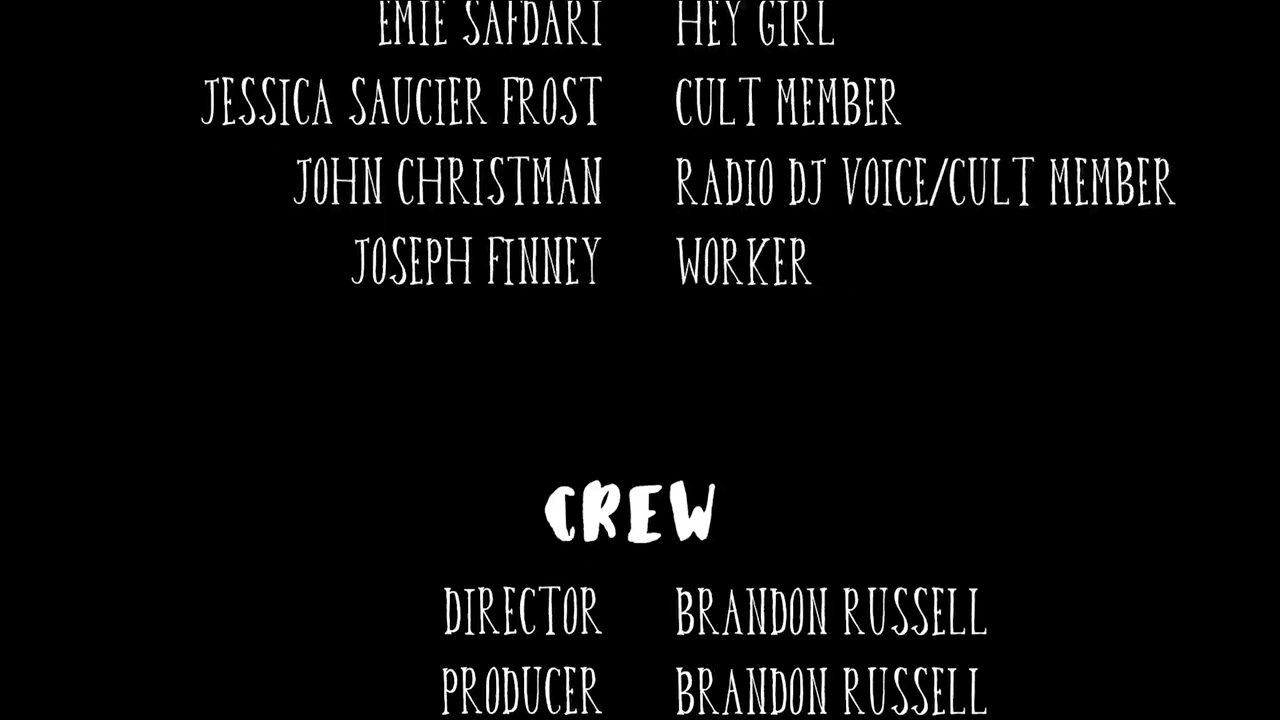 EMIE SAFDARI HEY GIRL
JESSICA SAUCIER FROST CULT MEMBER
JOHN CHRISTMAN RADIO DJ VOICE/CULT MEMBER
JOSEPH FINNEY WORKER
CREW
DIRECTOR BRANDON RUSSELL
PRODUCER BRANDON RUSSELL